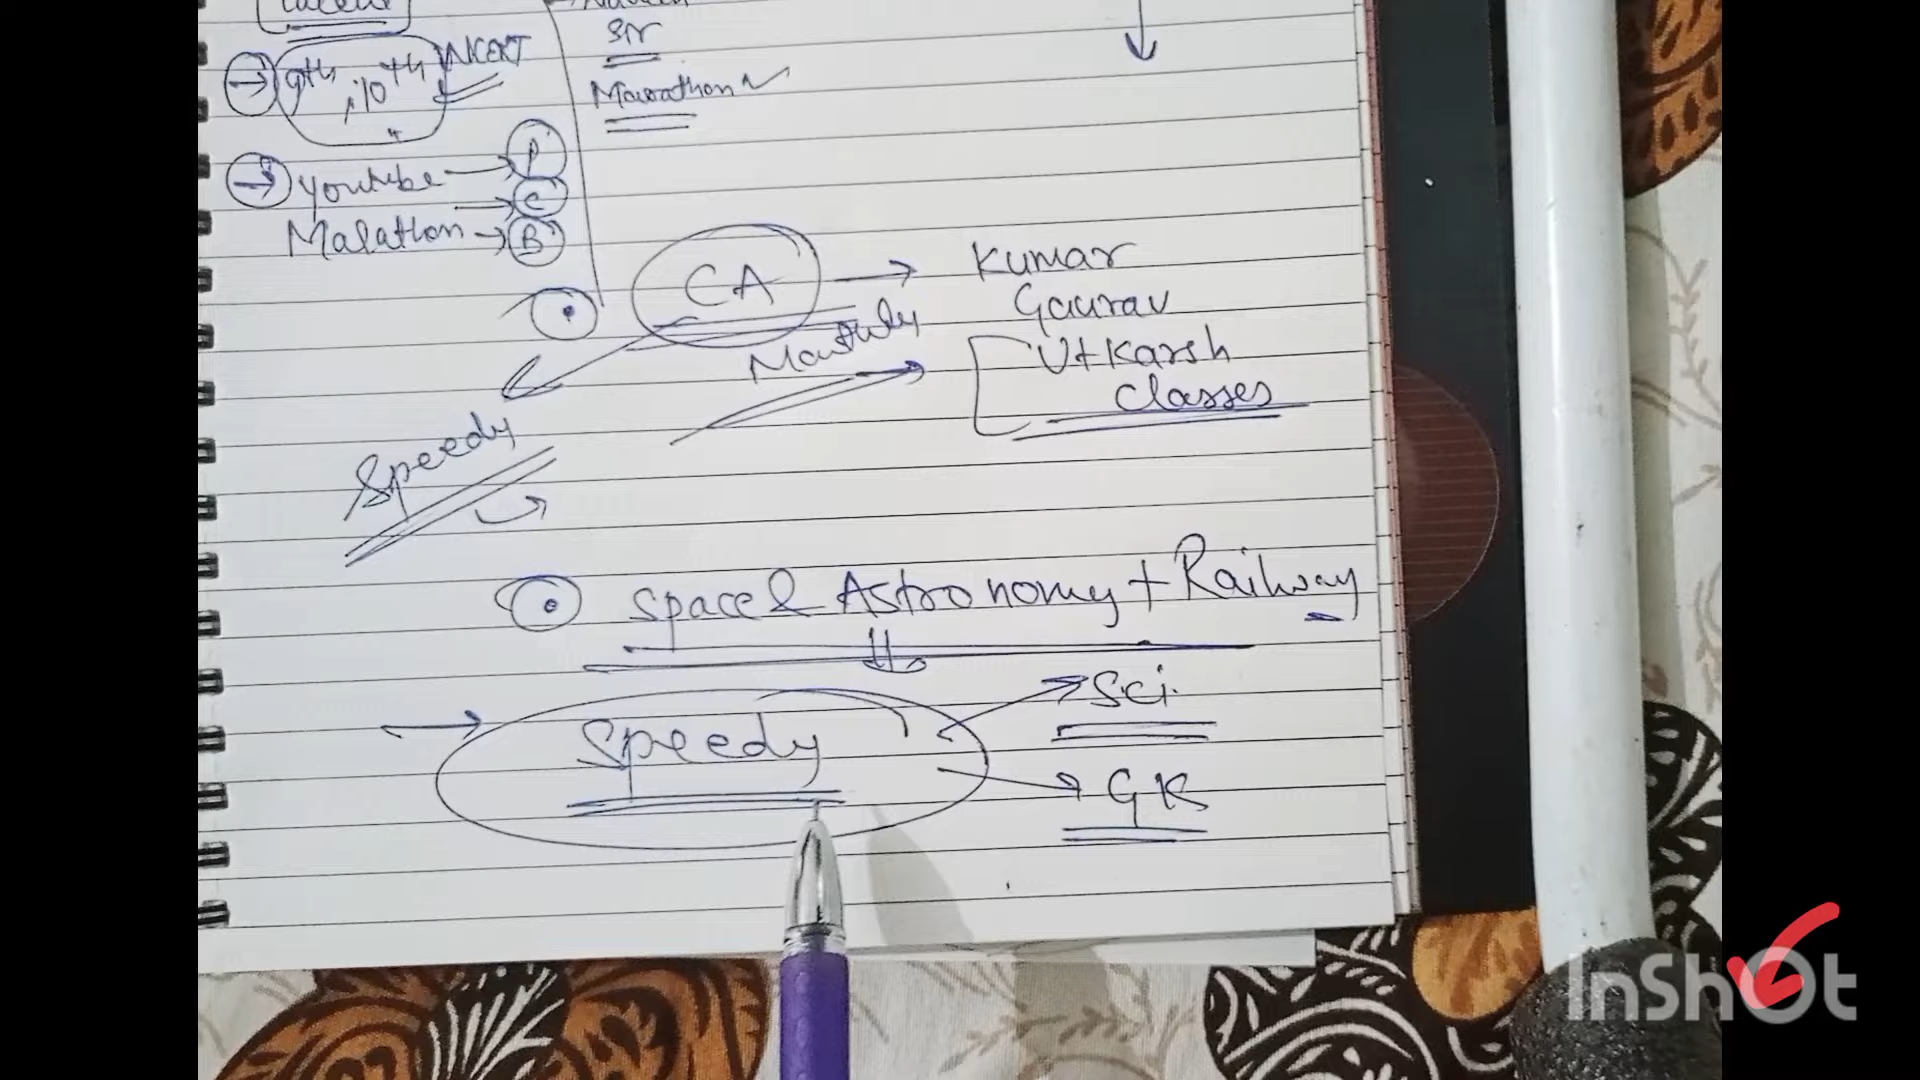 Sir
→ 9th, 10th NCERT
Marathon
→ Youtube → P
→ C
Malathon → B
CA → Kumar
Gaurav
Monthly → Utkarsh
Classes
Speedy
Space & Astronomy + Railway
Sci.
Speedy
GK
InShOt